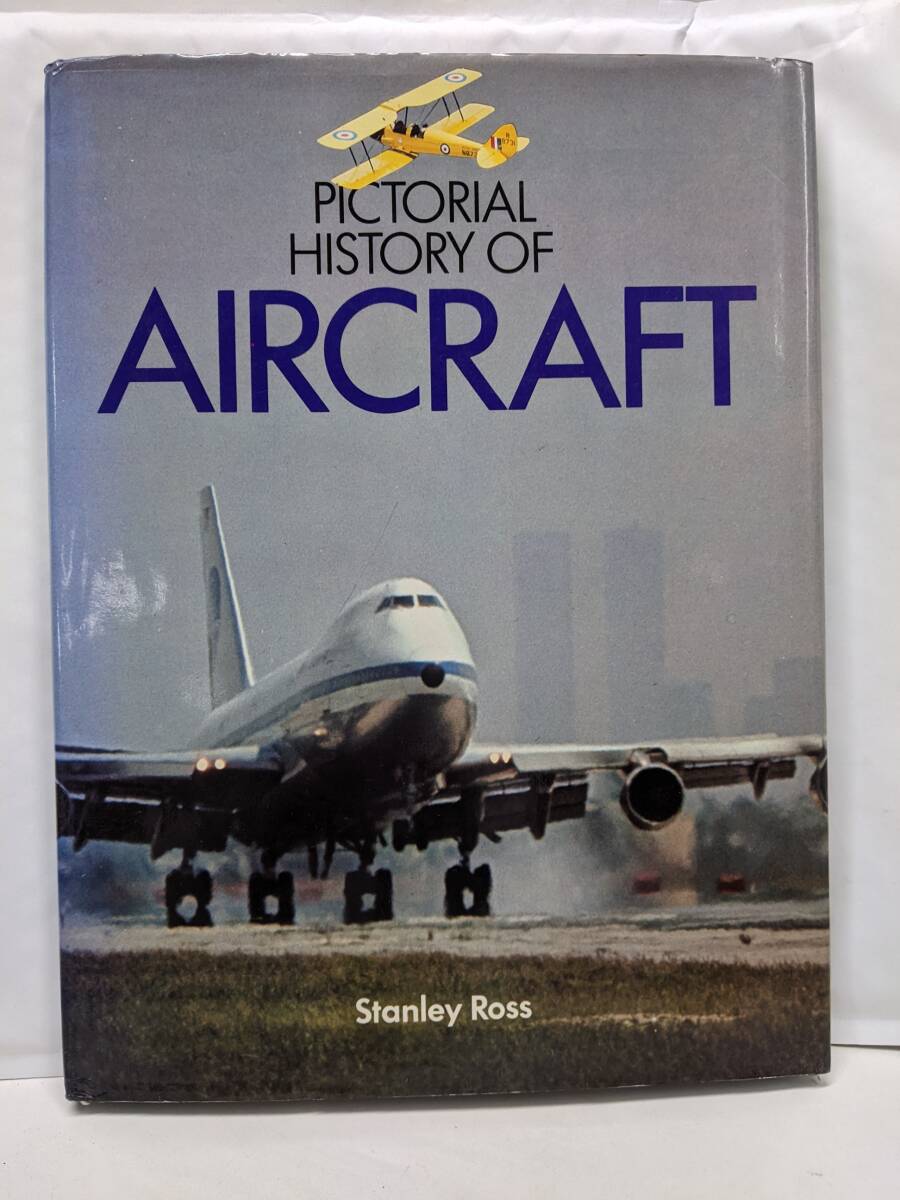 PICTORIAL
HISTORY OF
AIRCRAFT
Stanley Ross